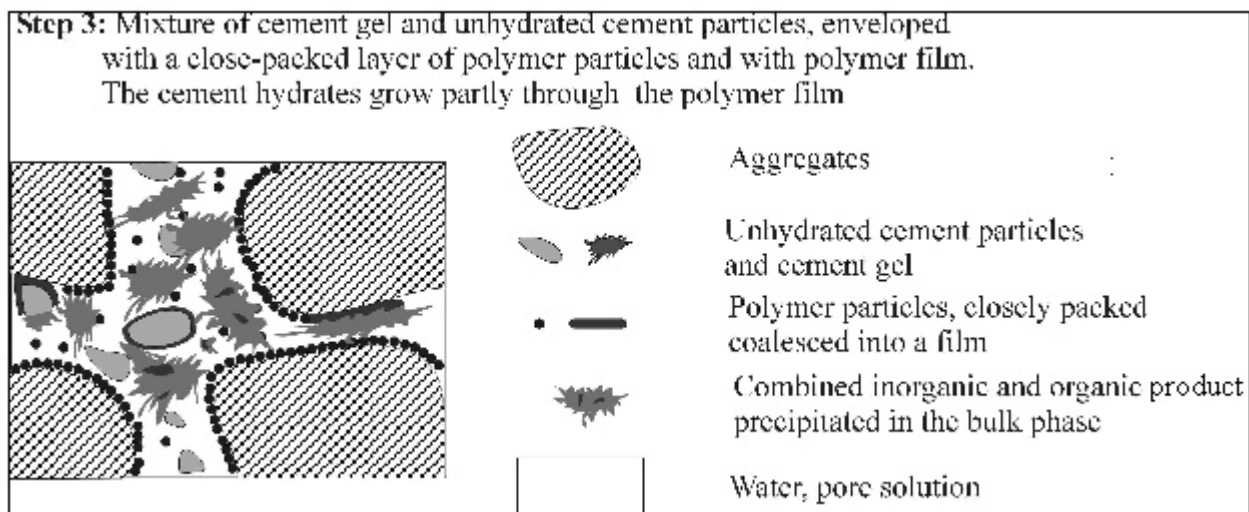 Step 3: Mixture of cement gel and unhydrated cement particles, enveloped
with a close-packed layer of polymer particles and with polymer film.
The cement hydrates grow partly through the polymer film
Aggregates
Unhydrated cement particles
and cement gel
Polymer particles, closely packed
coalesced into a film
Combined inorganic and organic product
precipitated in the bulk phase
Water, pore solution